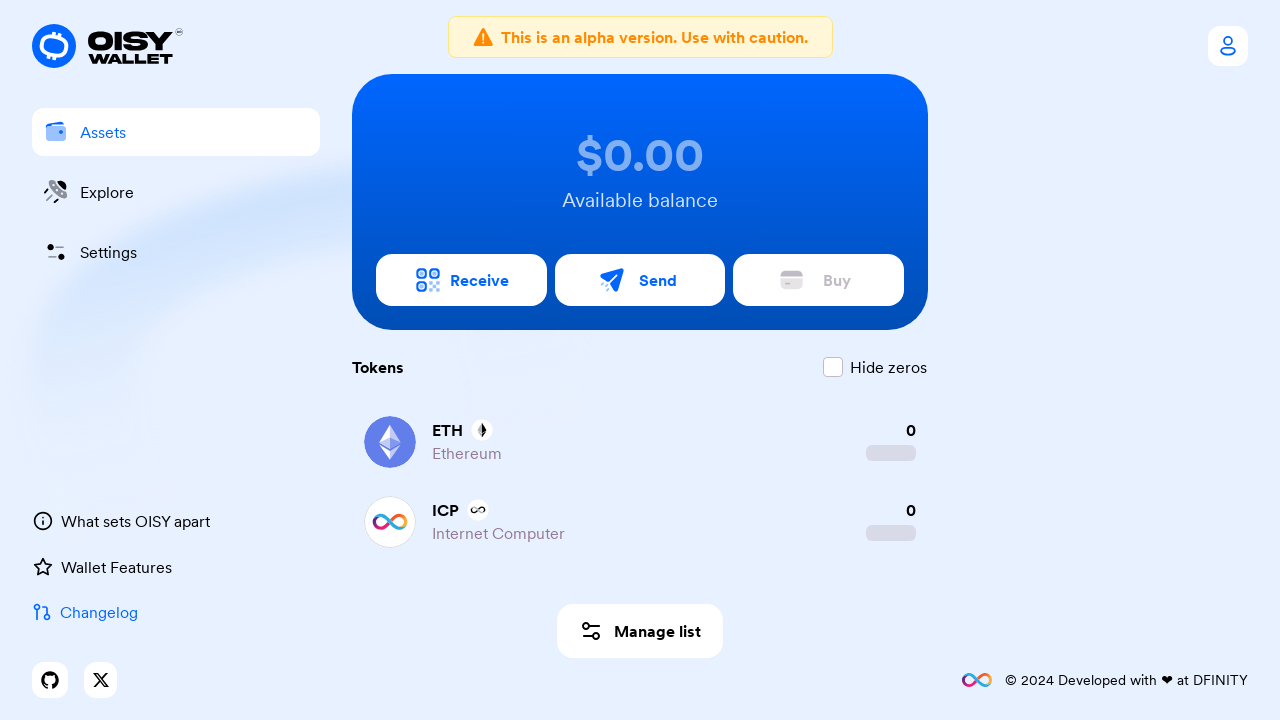 OISY
WALLET
This is an alpha version. Use with caution.
Assets
Explore
Settings
$0.00
Available balance
Receive
Send
Buy
Tokens
Hide zeros
ETH
0
Ethereum
ICP
0
Internet Computer
What sets OISY apart
Wallet Features
Changelog
Manage list
© 2024 Developed with ❤ at DFINITY